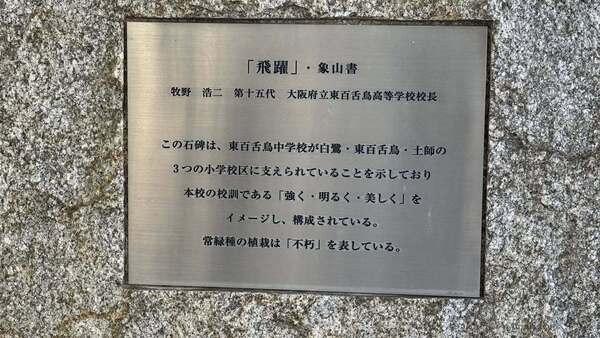 「飛躍」・象山書
牧野 浩二 第十五代 大阪府立東百舌鳥高等学校校長
この石碑は、東百舌鳥中学校が白鷺・東百舌鳥・土師の
3つの小学校区に支えられていることを示しており
本校の校訓である「強く・明るく・美しく」を
イメージし、構成されている。
常緑種の植栽は「不朽」を表している。